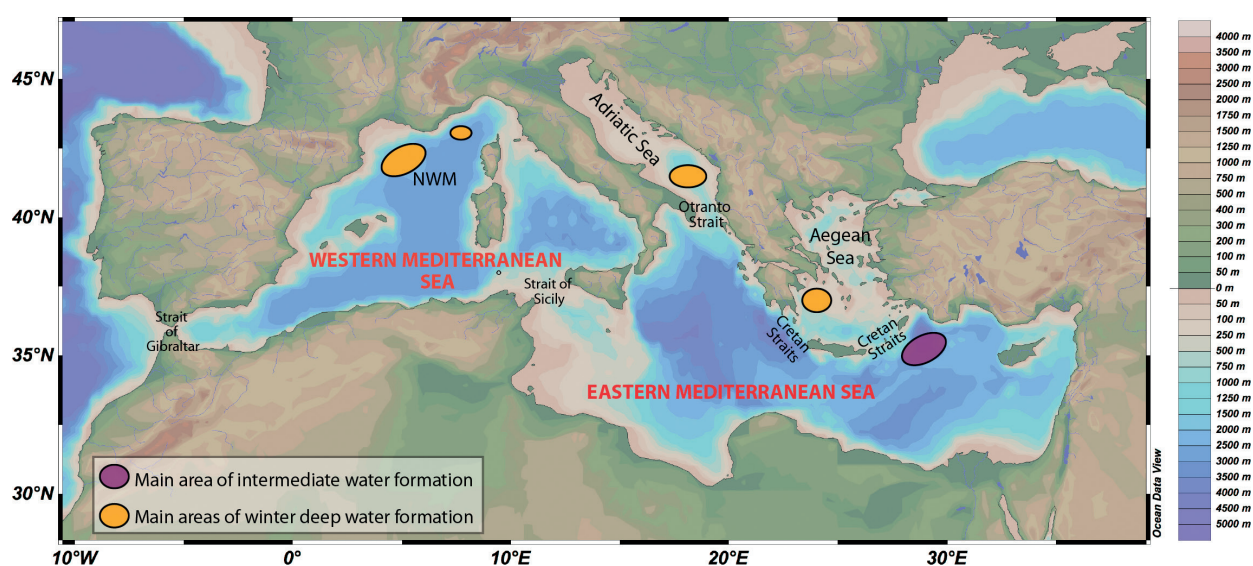 45°N
40°N
35°N
30°N
10°W
0°
10°E
20°E
30°E
Adriatic Sea
NWM
Otranto
Strait
Aegean
Sea
WESTERN MEDITERRANEAN
SEA
Strait of
Sicily
Strait
of
Gibraltar
Cretan
Straits
Cretan
Straits
EASTERN MEDITERRANEAN SEA
Main area of intermediate water formation
Main areas of winter deep water formation
Ocean Data View
4000 m
3500 m
3000 m
2500 m
2000 m
1750 m
1500 m
1250 m
1000 m
750 m
500 m
400 m
300 m
200 m
100 m
50 m
0 m
50 m
100 m
250 m
500 m
750 m
1000 m
1250 m
1500 m
2000 m
2500 m
3000 m
3500 m
4000 m
4500 m
5000 m